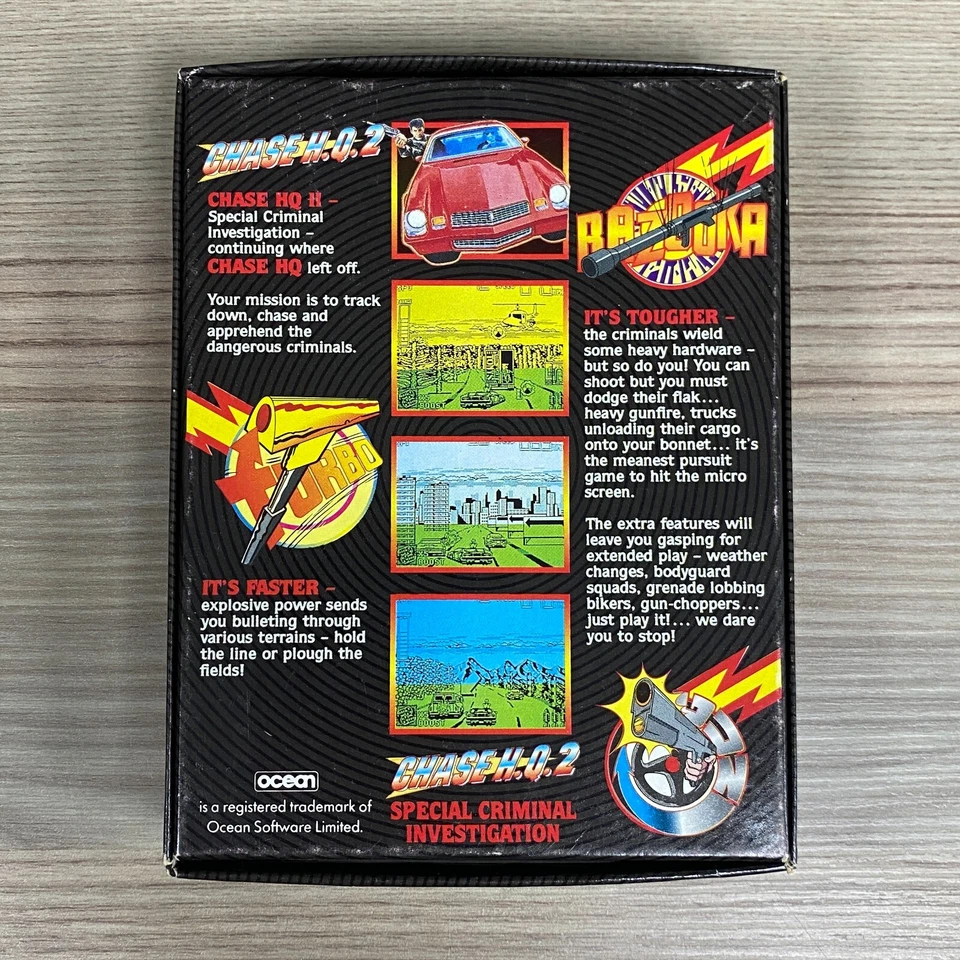 CHASE H.Q. 2
CHASE HQ II –
Special Criminal
Investigation –
continuing where
CHASE HQ left off.
Your mission is to track
down, chase and
apprehend the
dangerous criminals.
TURBO
IT'S FASTER –
explosive power sends
you bulleting through
various terrains – hold
the line or plough the
fields!
ocean
is a registered trademark of
Ocean Software Limited.
BOOST
BOOST
BOOST
CHASE H.Q. 2
SPECIAL CRIMINAL
INVESTIGATION
BAZOOKA
IT'S TOUGHER –
the criminals wield
some heavy hardware –
but so do you! You can
shoot but you must
dodge their flak...
heavy gunfire, trucks
unloading their cargo
onto your bonnet... it's
the meanest pursuit
game to hit the micro
screen.
The extra features will
leave you gasping for
extended play – weather
changes, bodyguard
squads, grenade lobbing
bikers, gun-choppers...
just play it!... we dare
you to stop!
GUN